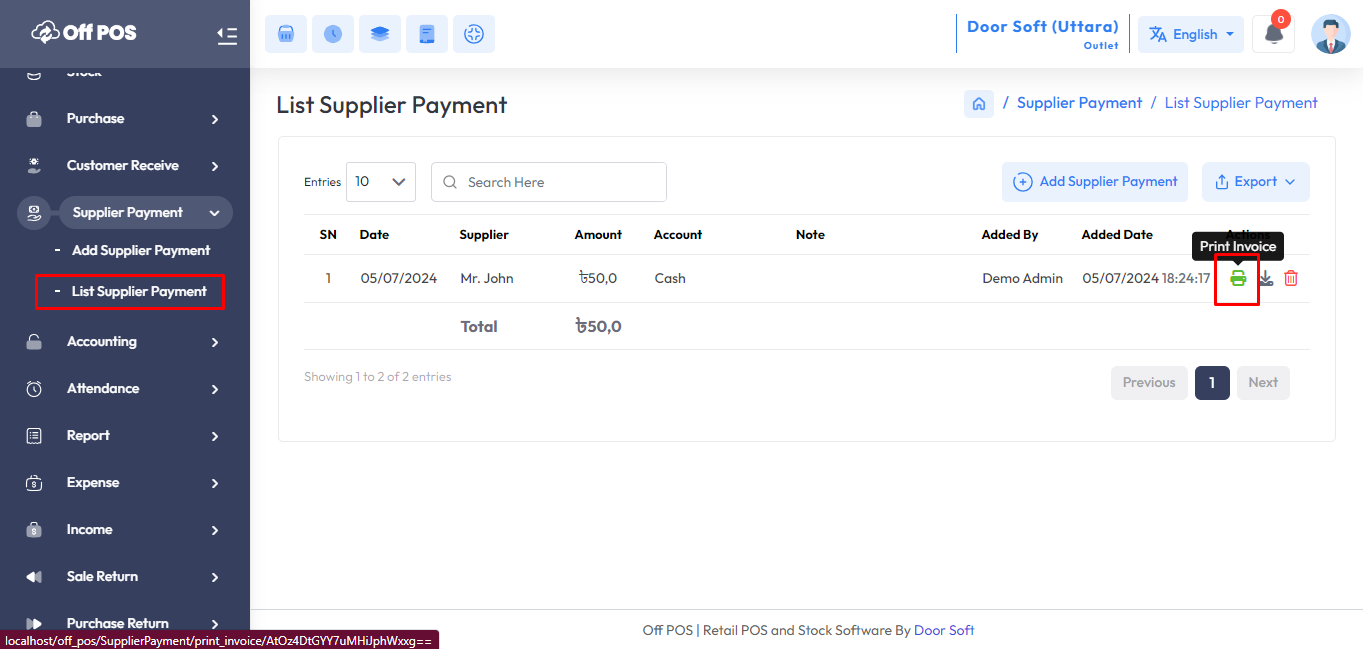 Off POS
Door Soft (Uttara)
Outlet
English
0
Stock
Purchase
Customer Receive
Supplier Payment
- Add Supplier Payment
- List Supplier Payment
Accounting
Attendance
Report
Expense
Income
Sale Return
Purchase Return
List Supplier Payment
/ Supplier Payment / List Supplier Payment
Entries 10 Search Here Add Supplier Payment Export
SN Date Supplier Amount Account Note Added By Added Date Actions
Print Invoice
1 05/07/2024 Mr. John ৳50,0 Cash Demo Admin 05/07/2024 18:24:17
Total ৳50,0
Showing 1 to 2 of 2 entries
Previous 1 Next
Off POS | Retail POS and Stock Software By Door Soft
localhost/off_pos/SupplierPayment/print_invoice/AtOz4DtGYY7uMHiJphWxxg==